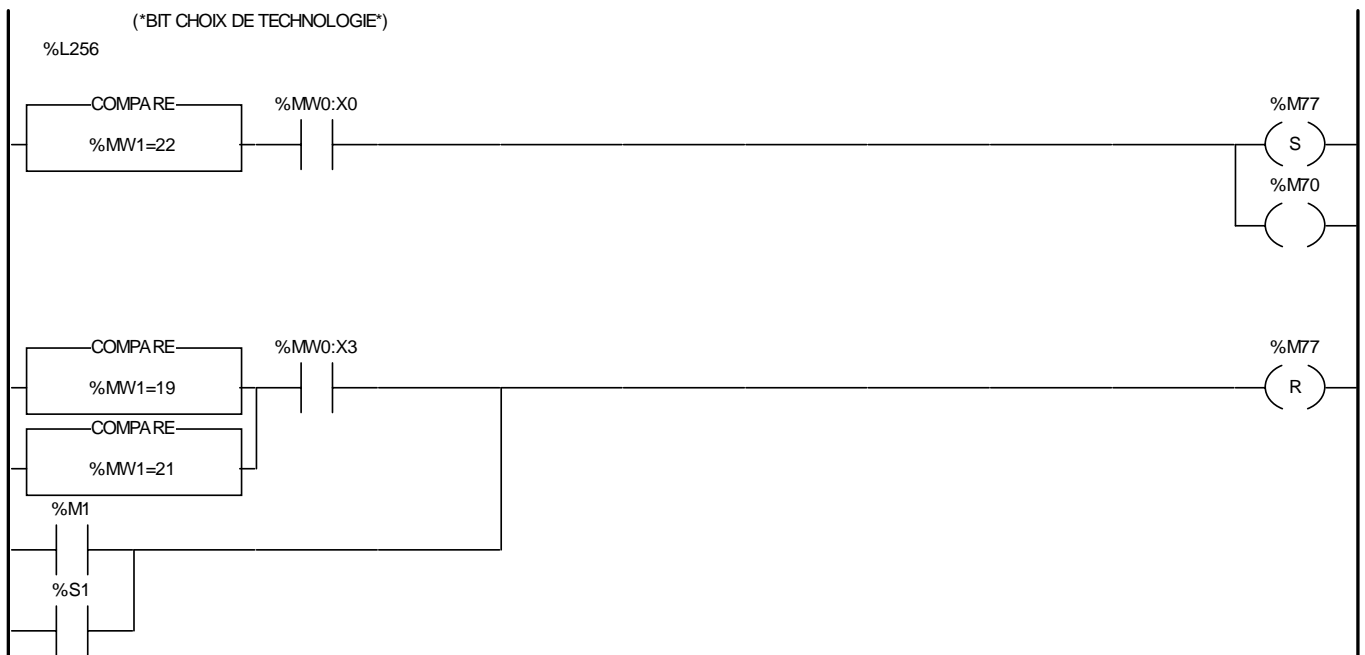 (*BIT CHOIX DE TECHNOLOGIE*)
%L256
COMPARE %MW0:X0 %M77
%MW1=22 S
%M70
COMPARE %MW0:X3 %M77
%MW1=19 R
COMPARE
%MW1=21
%M1
%S1